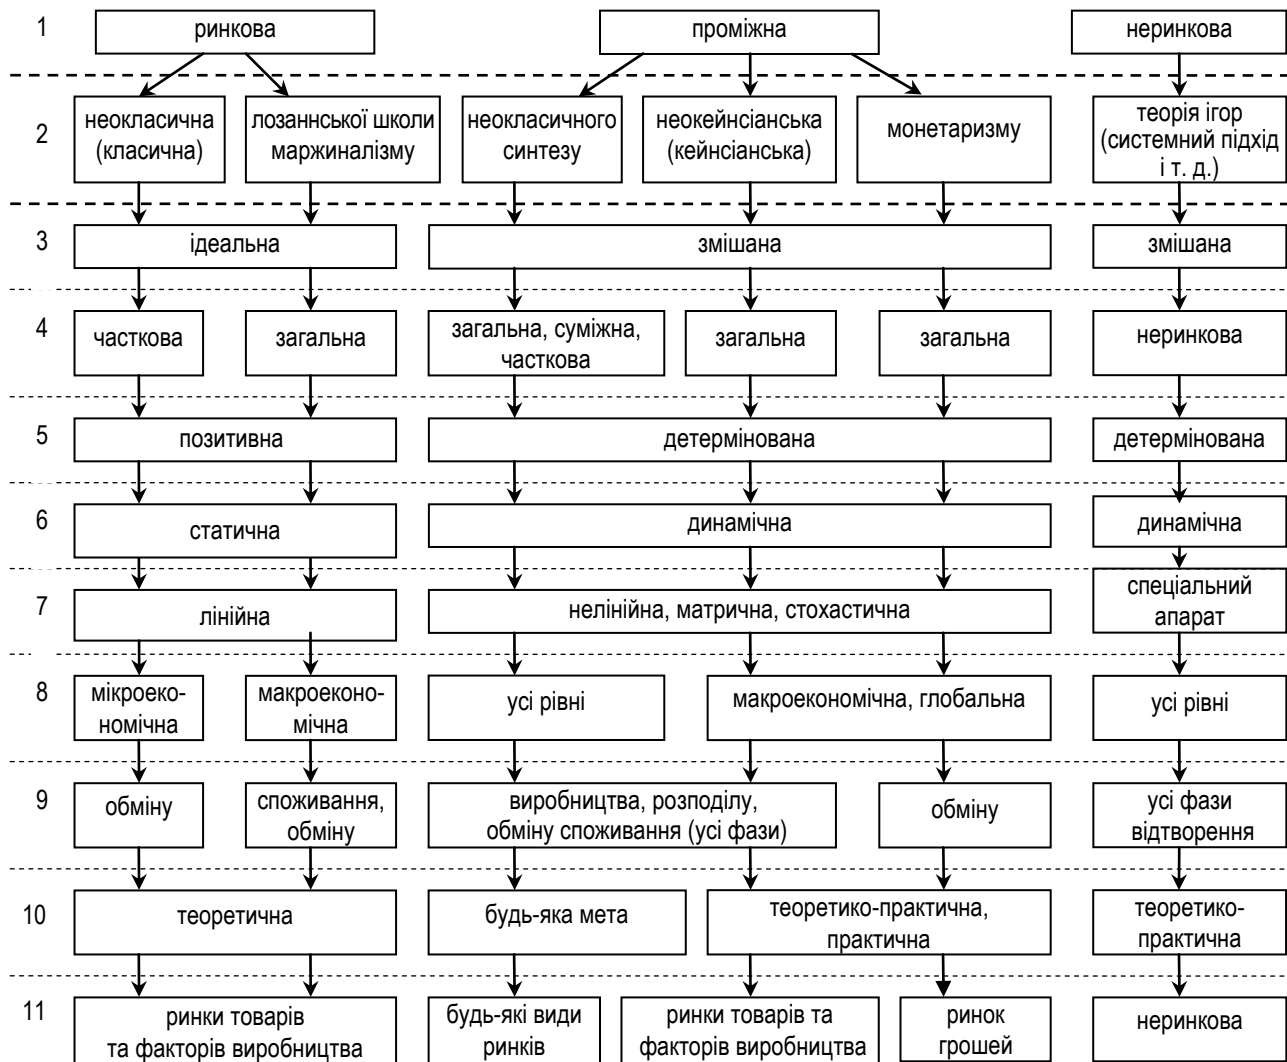 1
ринкова
проміжна
неринкова
2
неокласична
(класична)
лозаннської школи
маржиналізму
неокласичного
синтезу
неокейнсіанська
(кейнсіанська)
монетаризму
теорія ігор
(системний підхід
і т. д.)
3
ідеальна
змішана
змішана
4
часткова
загальна
загальна, суміжна,
часткова
загальна
загальна
неринкова
5
позитивна
детермінована
детермінована
6
статична
динамічна
динамічна
7
лінійна
нелінійна, матрична, стохастична
спеціальний
апарат
8
мікроеко-
номічна
макроеконо-
мічна
усі рівні
макроекономічна, глобальна
усі рівні
9
обміну
споживання,
обміну
виробництва, розподілу,
обміну споживання (усі фази)
обміну
усі фази
відтворення
10
теоретична
будь-яка мета
теоретико-практична,
практична
теоретико-
практична
11
ринки товарів
та факторів виробництва
будь-які види
ринків
ринки товарів та
факторів виробництва
ринок
грошей
неринкова